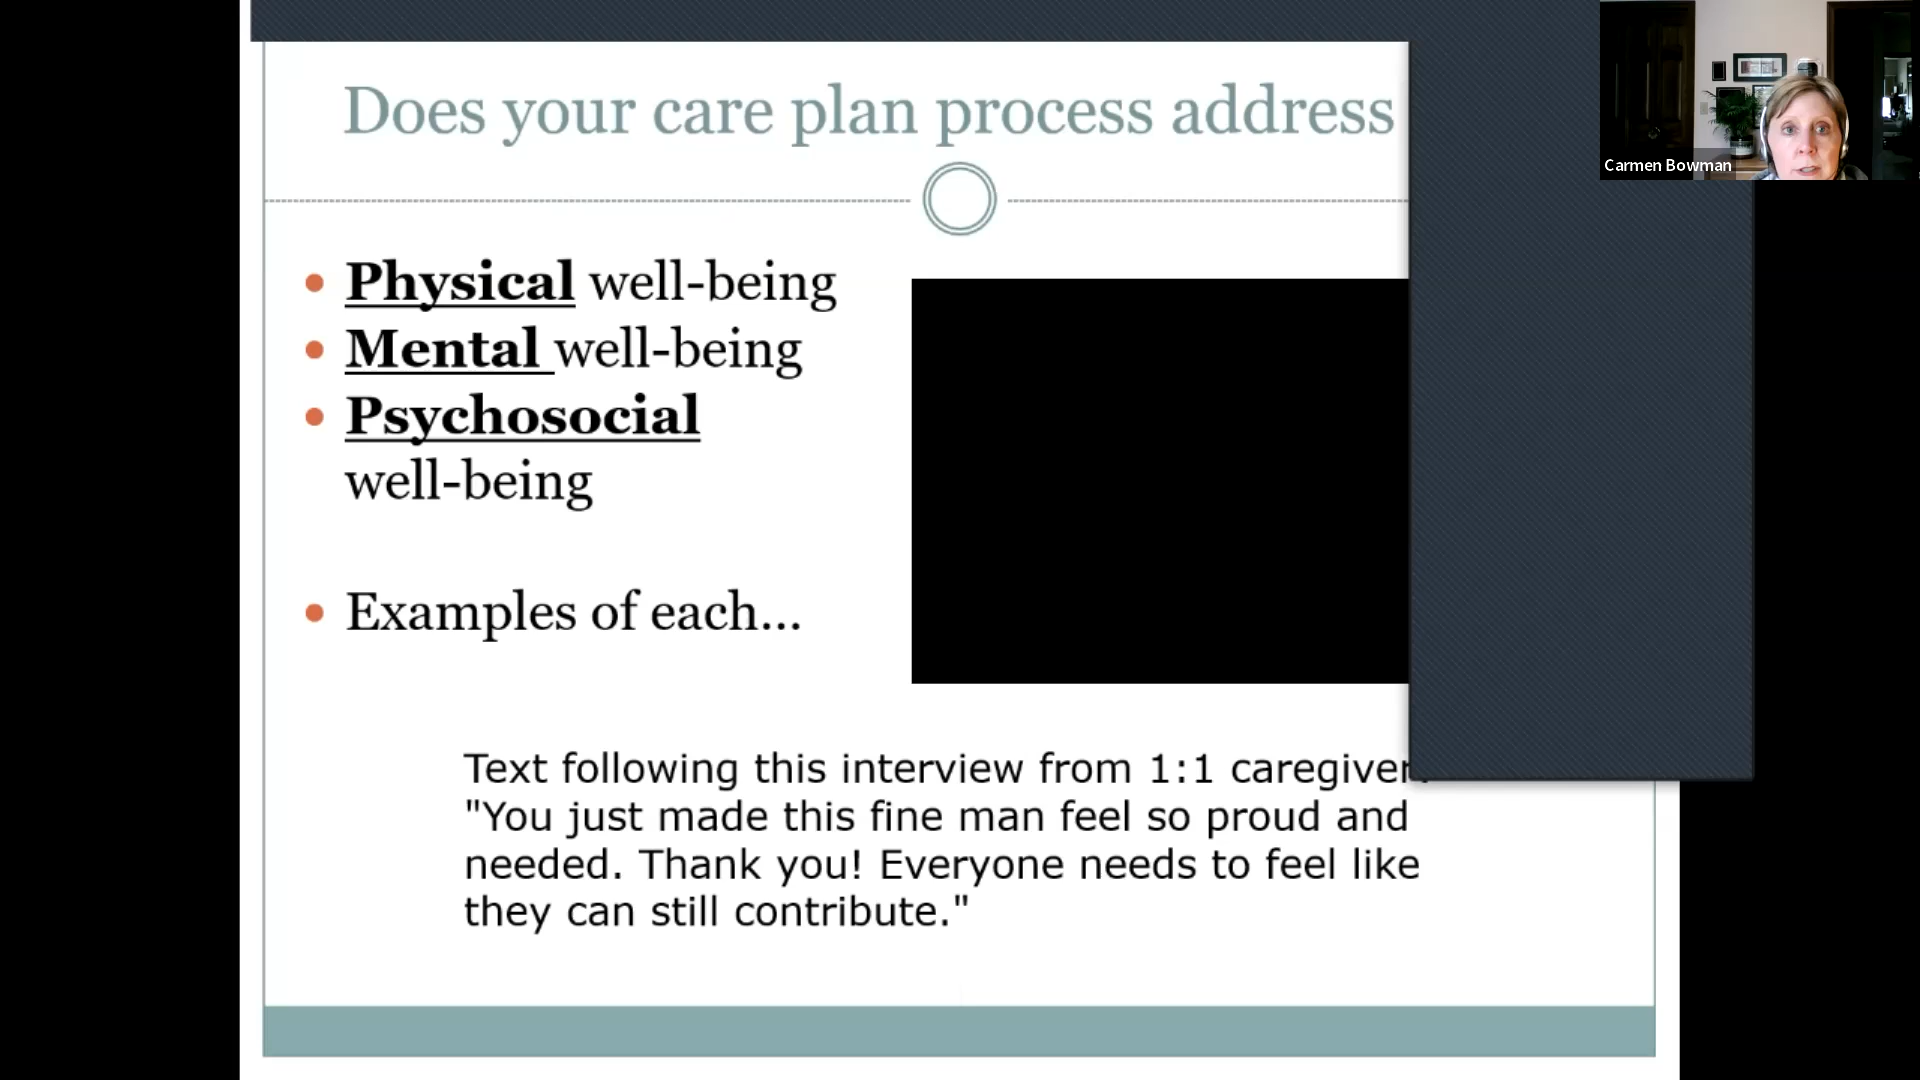 Does your care plan process address
Carmen Bowman
Physical well-being
Mental well-being
Psychosocial
well-being
Examples of each...
Text following this interview from 1:1 caregiver.
"You just made this fine man feel so proud and
needed. Thank you! Everyone needs to feel like
they can still contribute."